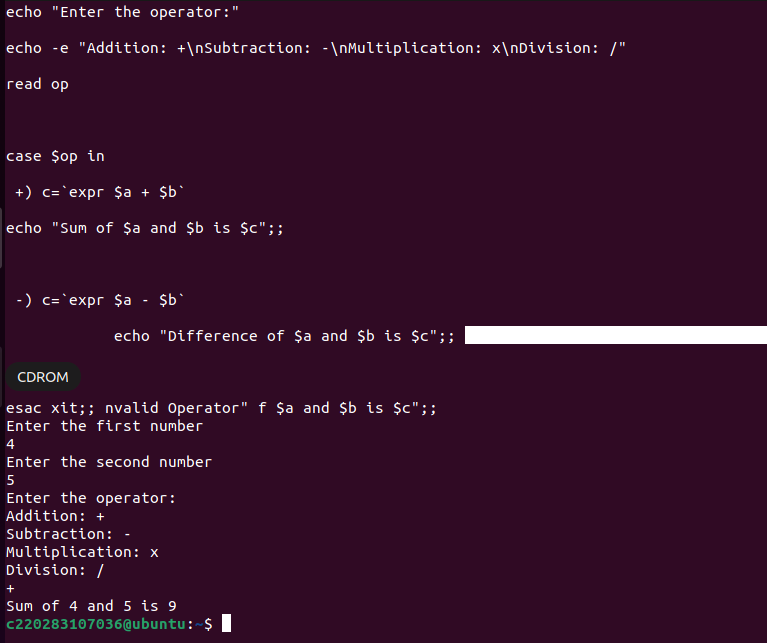 echo "Enter the operator:"
echo -e "Addition: +\nSubtraction: -\nMultiplication: x\nDivision: /"
read op
case $op in
+) c=`expr $a + $b`
echo "Sum of $a and $b is $c";;
-) c=`expr $a - $b`
echo "Difference of $a and $b is $c";;
CDROM
esac xit;; nvalid Operator" f $a and $b is $c";;
Enter the first number
4
Enter the second number
5
Enter the operator:
Addition: +
Subtraction: -
Multiplication: x
Division: /
+
Sum of 4 and 5 is 9
c220283107036@ubuntu:~$